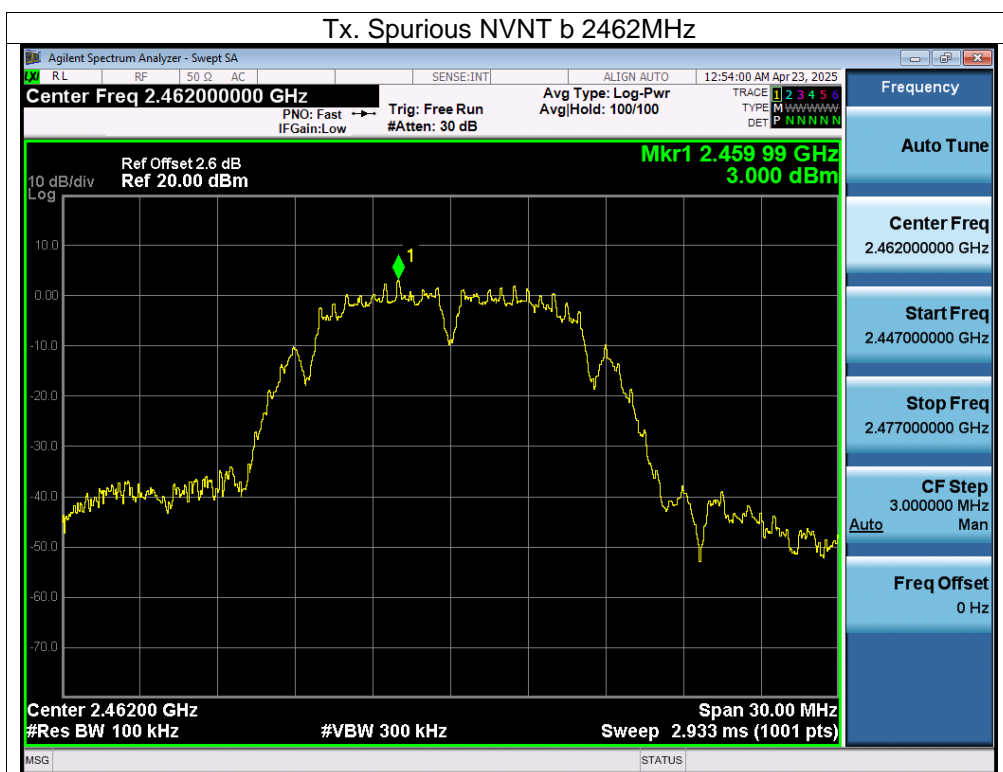 Tx. Spurious NVNT b 2462MHz
Agilent Spectrum Analyzer - Swept SA
LXI RL RF 50 Ω AC SENSE:INT ALIGN AUTO 12:54:00 AM Apr 23, 2025
Center Freq 2.462000000 GHz
PNO: Fast
IFGain:Low
Trig: Free Run
#Atten: 30 dB
Avg Type: Log-Pwr
Avg|Hold: 100/100
TRACE 1 2 3 4 5 6
TYPE M WWWWW
DET P N N N N N
Ref Offset 2.6 dB
Ref 20.00 dBm
10 dB/div
Log
Mkr1 2.459 99 GHz
3.000 dBm
1
10.0
0.00
-10.0
-20.0
-30.0
-40.0
-50.0
-60.0
-70.0
Center 2.46200 GHz
Span 30.00 MHz
#Res BW 100 kHz
#VBW 300 kHz
Sweep 2.933 ms (1001 pts)
MSG
STATUS
Frequency
Auto Tune
Center Freq
2.462000000 GHz
Start Freq
2.447000000 GHz
Stop Freq
2.477000000 GHz
CF Step
3.000000 MHz
Auto Man
Freq Offset
0 Hz